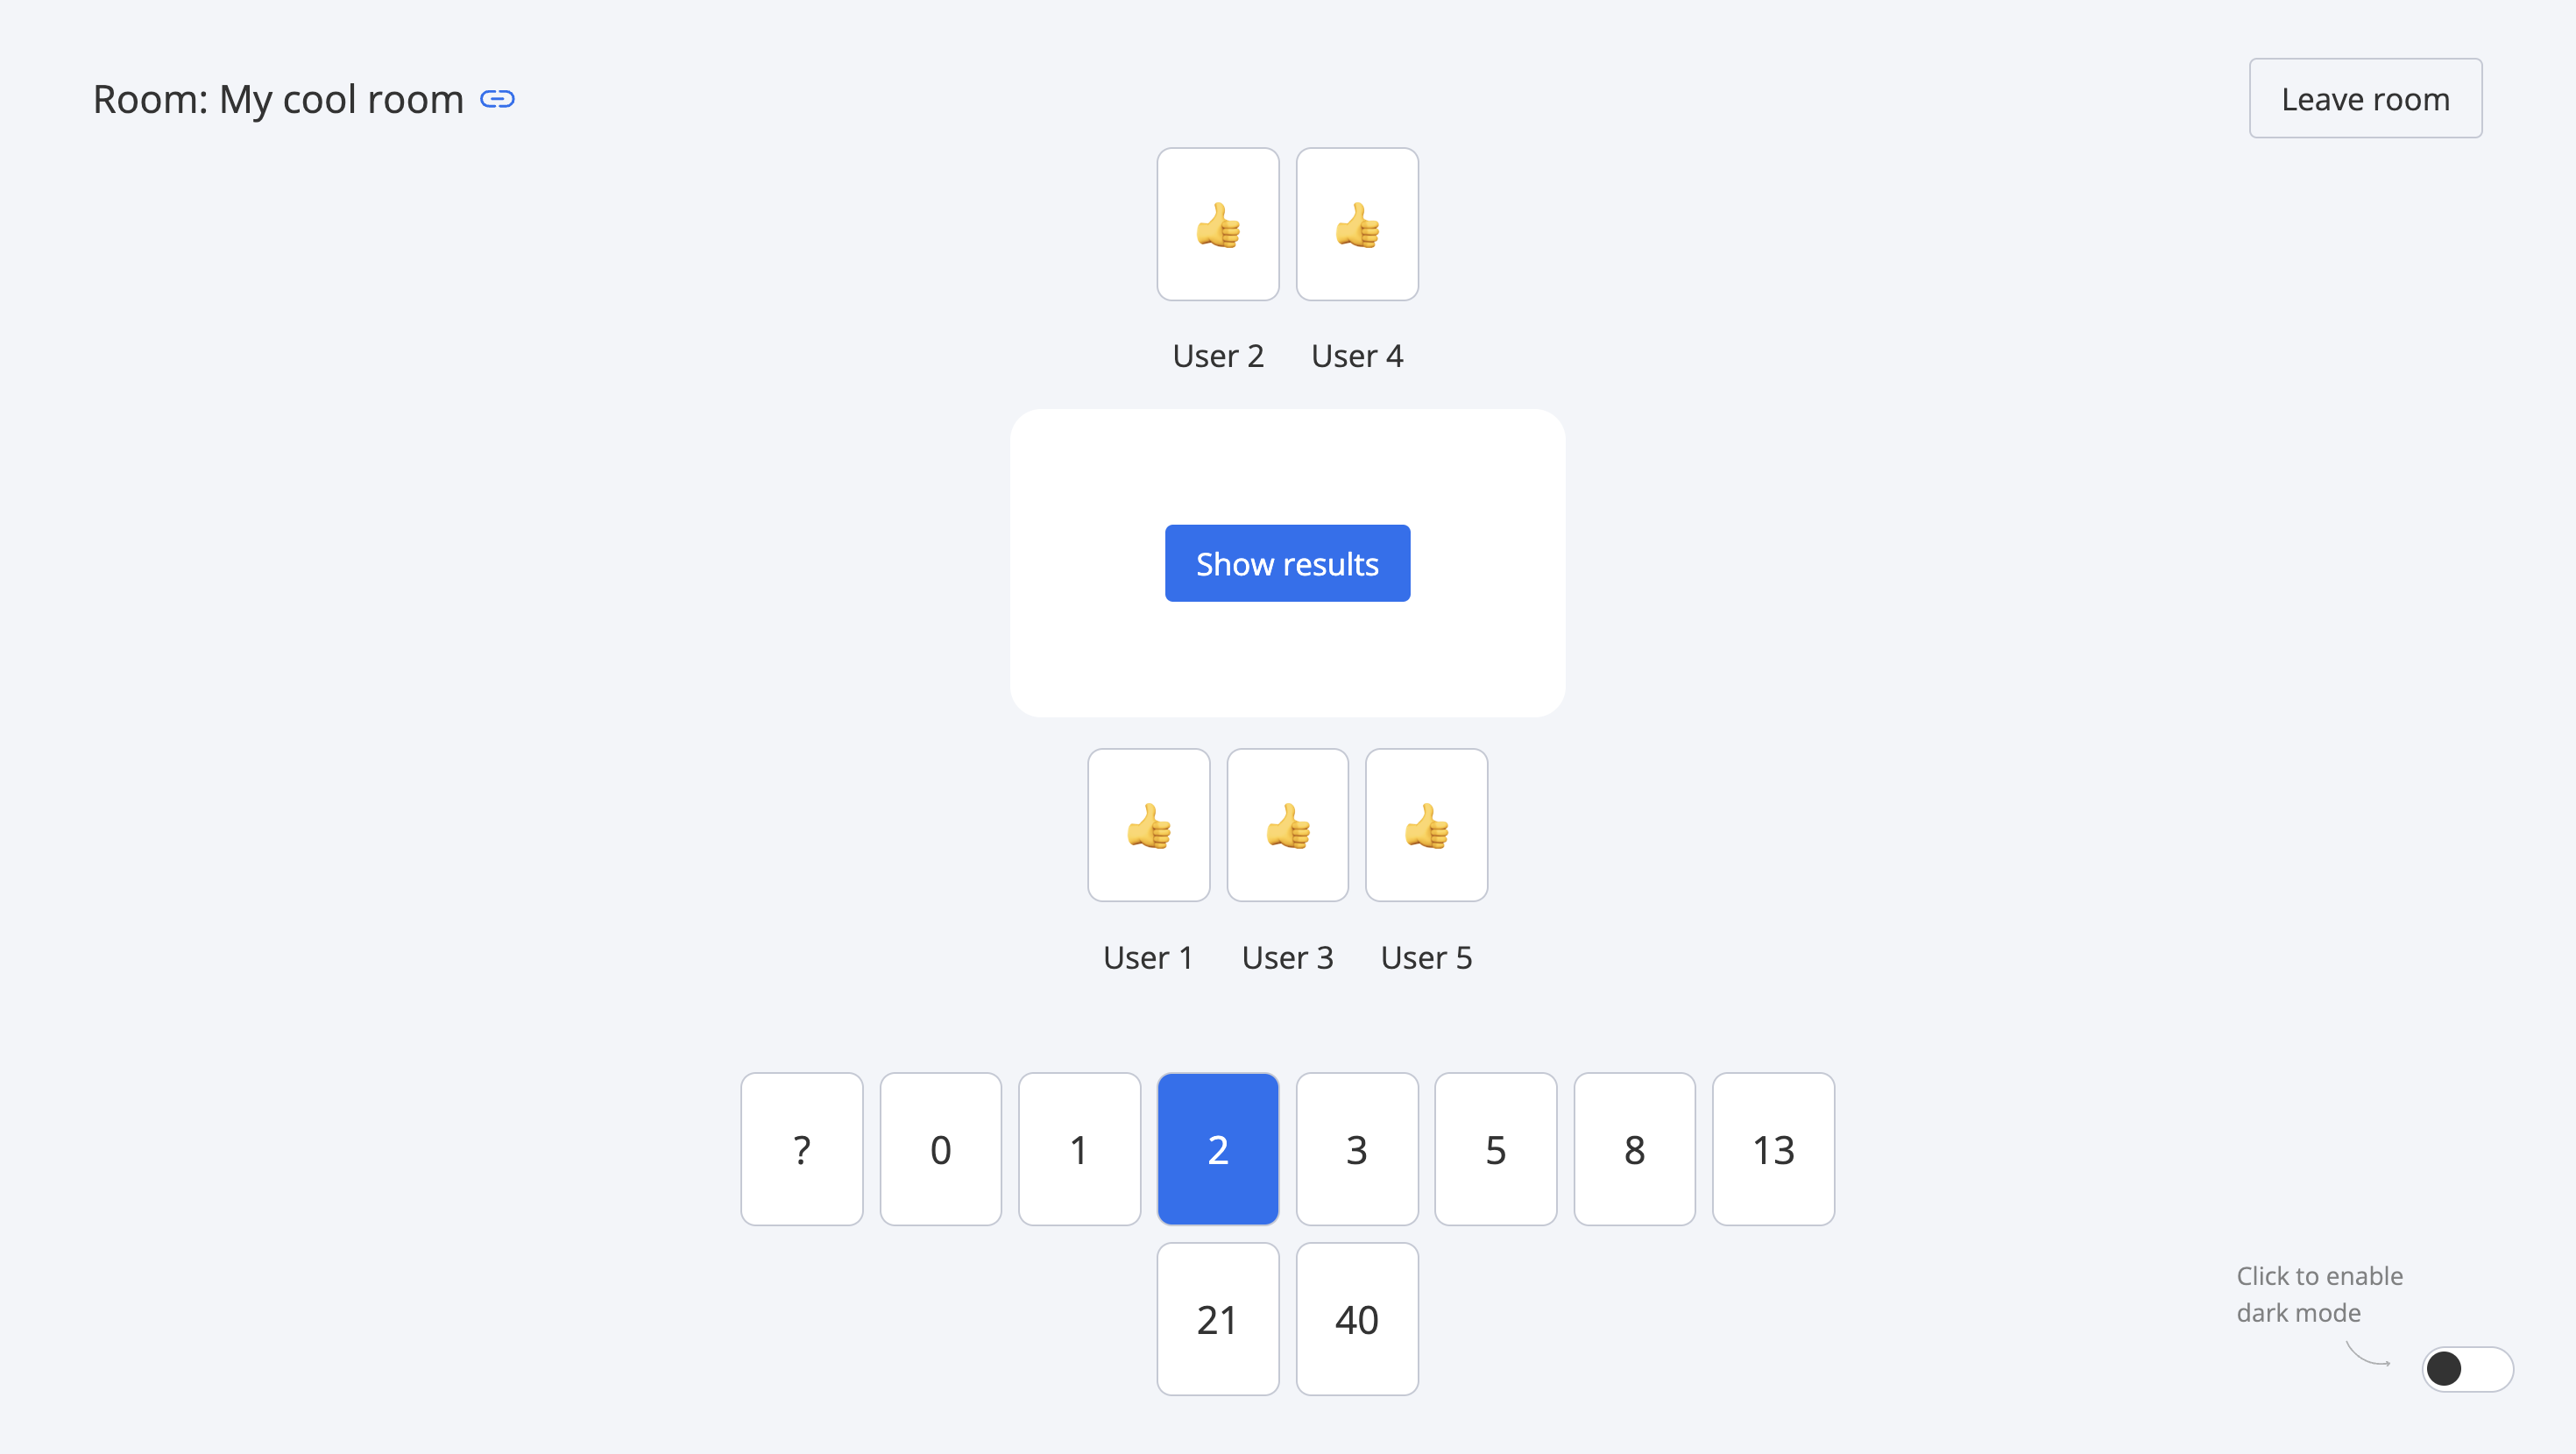 Room: My cool room
Leave room
User 2 User 4
Show results
User 1 User 3 User 5
? 0 1 2 3 5 8 13
21 40
Click to enable
dark mode